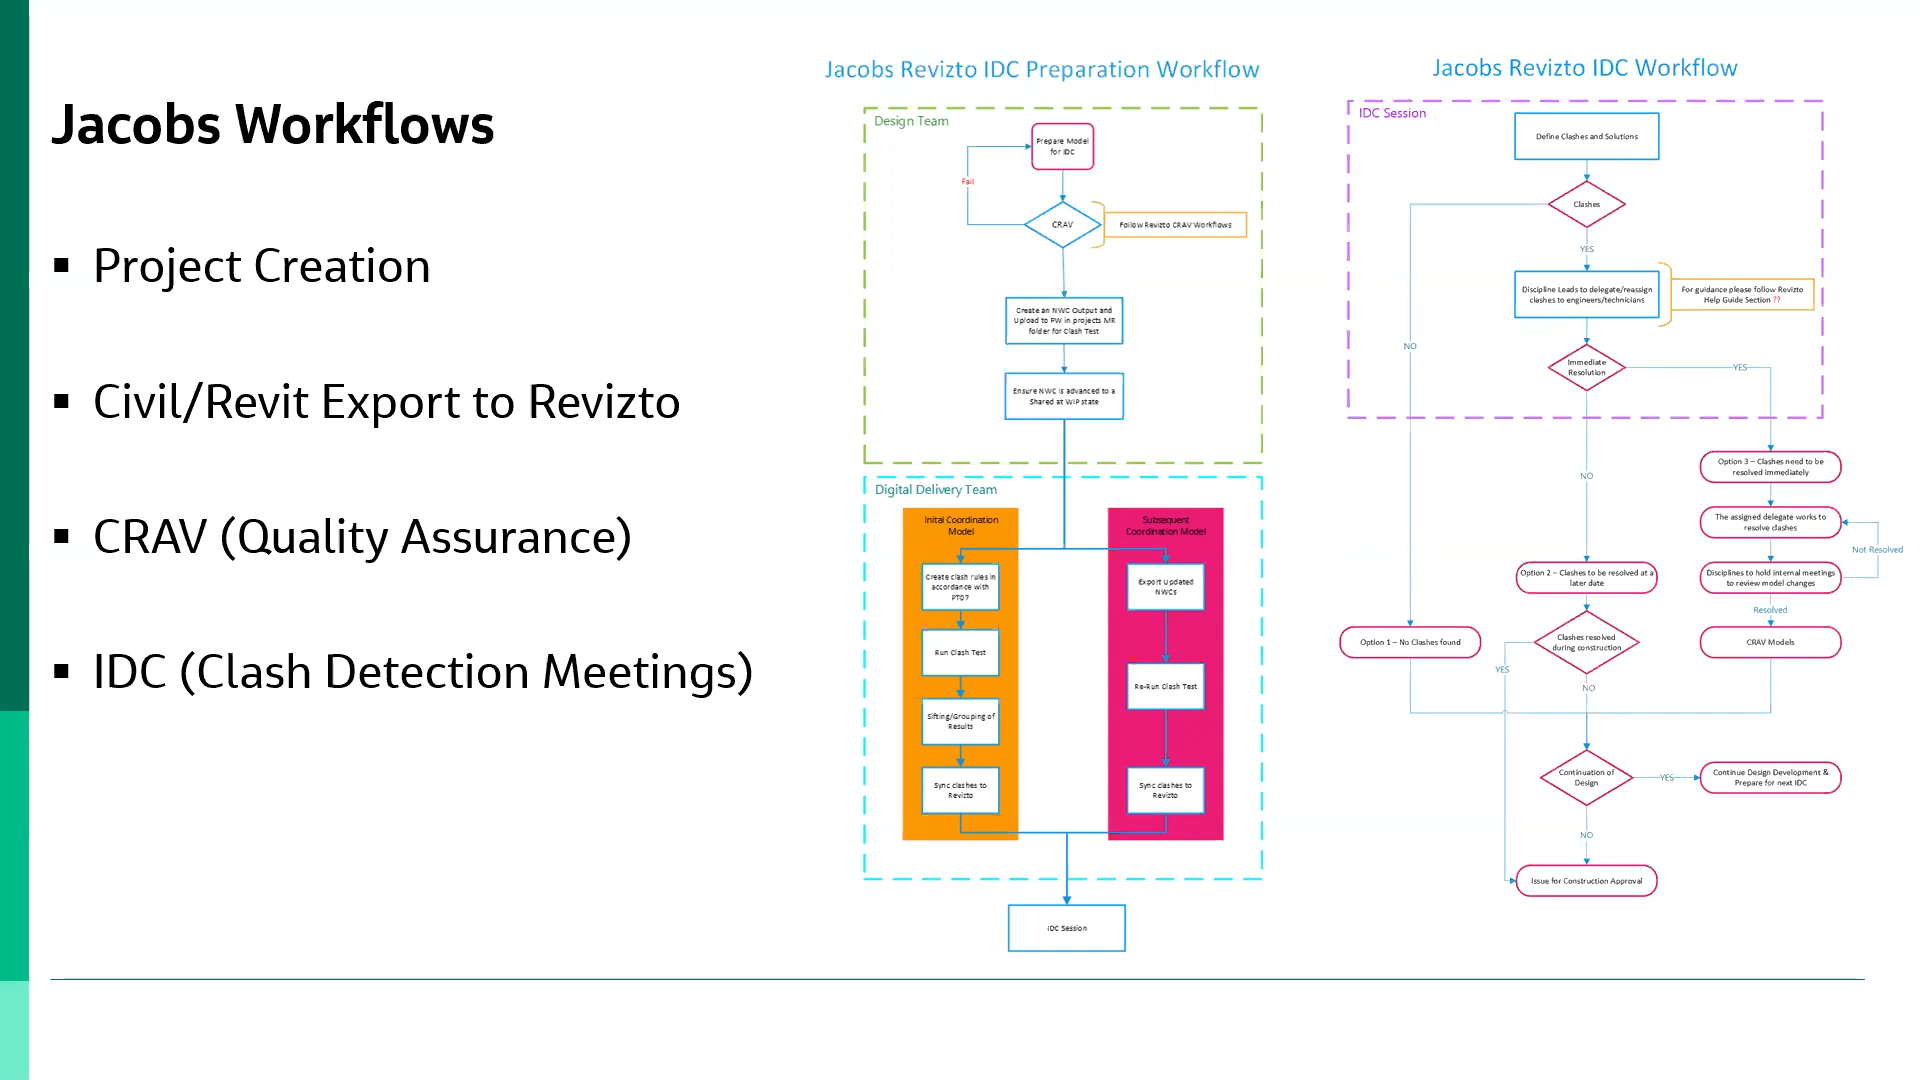 Jacobs Workflows
▪ Project Creation
▪ Civil/Revit Export to Revizto
▪ CRAV (Quality Assurance)
▪ IDC (Clash Detection Meetings)
Jacobs Revizto IDC Preparation Workflow
Design Team
Prepare Model
for IDC
Fail
CRAV
Follow Revizto CRAV Workflows
Create an NWC Output and
Upload to PW in projects MR
folder for Clash Test
Ensure NWC is advanced to a
Shared at WIP state
Digital Delivery Team
Inital Coordination
Model
Create clash rules in
accordance with
PTO7
Run Clash Test
Sifting/Grouping of
Results
Sync clashes to
Revizto
Subsequent
Coordination Model
Export Updated
NWCs
Re-Run Clash Test
Sync clashes to
Revizto
IDC Session
Jacobs Revizto IDC Workflow
IDC Session
Define Clashes and Solutions
Clashes
YES
NO
Discipline Leads to delegate/reassign
clashes to engineers/technicians
For guidance please follow Revizto
Help Guide Section ??
Immediate
Resolution
YES
NO
Option 3 – Clashes need to be
resolved immediately
The assigned delegate works to
resolve clashes
Not Resolved
Disciplines to hold internal meetings
to review model changes
Resolved
CRAV Models
Option 2 – Clashes to be resolved at a
later date
Clashes resolved
during construction
YES
NO
Option 1 – No Clashes found
Continuation of
Design
YES
Continue Design Development &
Prepare for next IDC
NO
Issue for Construction Approval